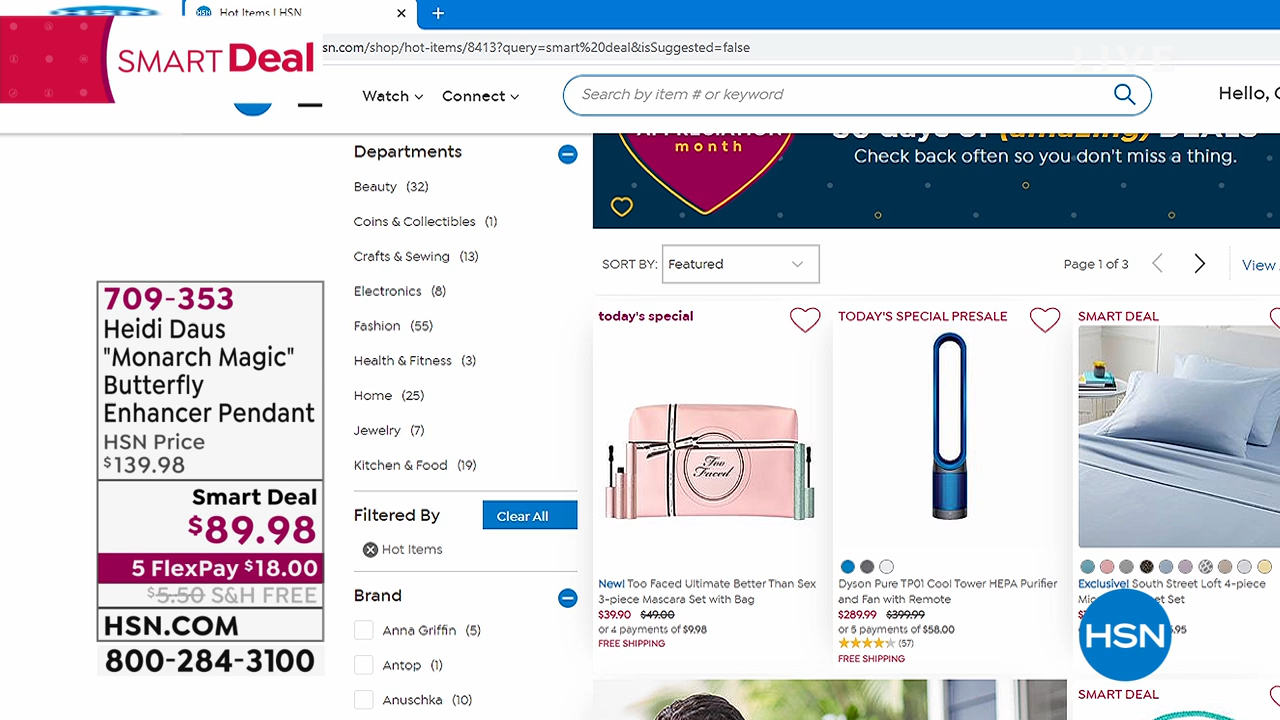 Hot Items | HSN
sn.com/shop/hot-items/8413?query=smart%20deal&isSuggested=false
LIVE
SMART Deal
Watch
Connect
Search by item # or keyword
Hello,
month
Check back often so you don't miss a thing.
Departments
Beauty (32)
Coins & Collectibles (1)
Crafts & Sewing (13)
Electronics (8)
Fashion (55)
Health & Fitness (3)
Home (25)
Jewelry (7)
Kitchen & Food (19)
Filtered By
Clear All
Hot Items
Brand
Anna Griffin (5)
Antop (1)
Anuschka (10)
SORT BY: Featured
Page 1 of 3
View
today's special
Too Faced
New! Too Faced Ultimate Better Than Sex
3-piece Mascara Set with Bag
$39.90 $49.00
or 4 payments of $9.98
FREE SHIPPING
TODAY'S SPECIAL PRESALE
Dyson Pure TP01 Cool Tower HEPA Purifier
and Fan with Remote
$289.99 $399.99
or 5 payments of $58.00
(57)
FREE SHIPPING
SMART DEAL
Exclusive! South Street Loft 4-piece
Set
.95
SMART DEAL
709-353
Heidi Daus
"Monarch Magic"
Butterfly
Enhancer Pendant
HSN Price
$139.98
Smart Deal
$89.98
5 FlexPay $18.00
$5.50 S&H FREE
HSN.COM
800-284-3100
HSN